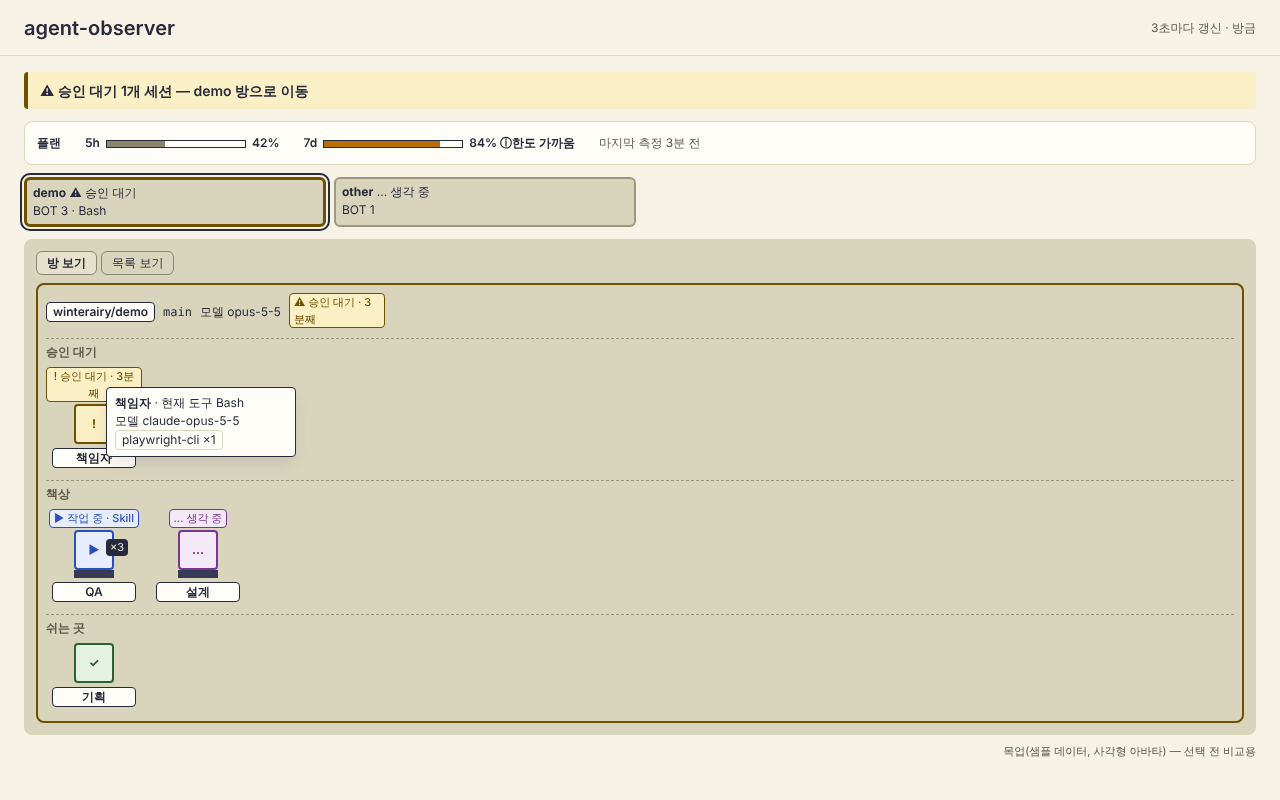 agent-observer
3초마다 갱신 · 방금
⚠ 승인 대기 1개 세션 — demo 방으로 이동
플랜 5h 42% 7d 84% ⓘ한도 가까움 마지막 측정 3분 전
demo ⚠ 승인 대기
BOT 3 · Bash
other … 생각 중
BOT 1
방 보기 목록 보기
winterairy/demo main 모델 opus-5-5
⚠ 승인 대기 · 3
분째
승인 대기
! 승인 대기 · 3분
째
!
책임자
책임자 · 현재 도구 Bash
모델 claude-opus-5-5
playwright-cli ×1
책상
▶ 작업 중 · Skill
▶ ×3
QA
… 생각 중
…
설계
쉬는 곳
✓
기획
목업(샘플 데이터, 사각형 아바타) — 선택 전 비교용